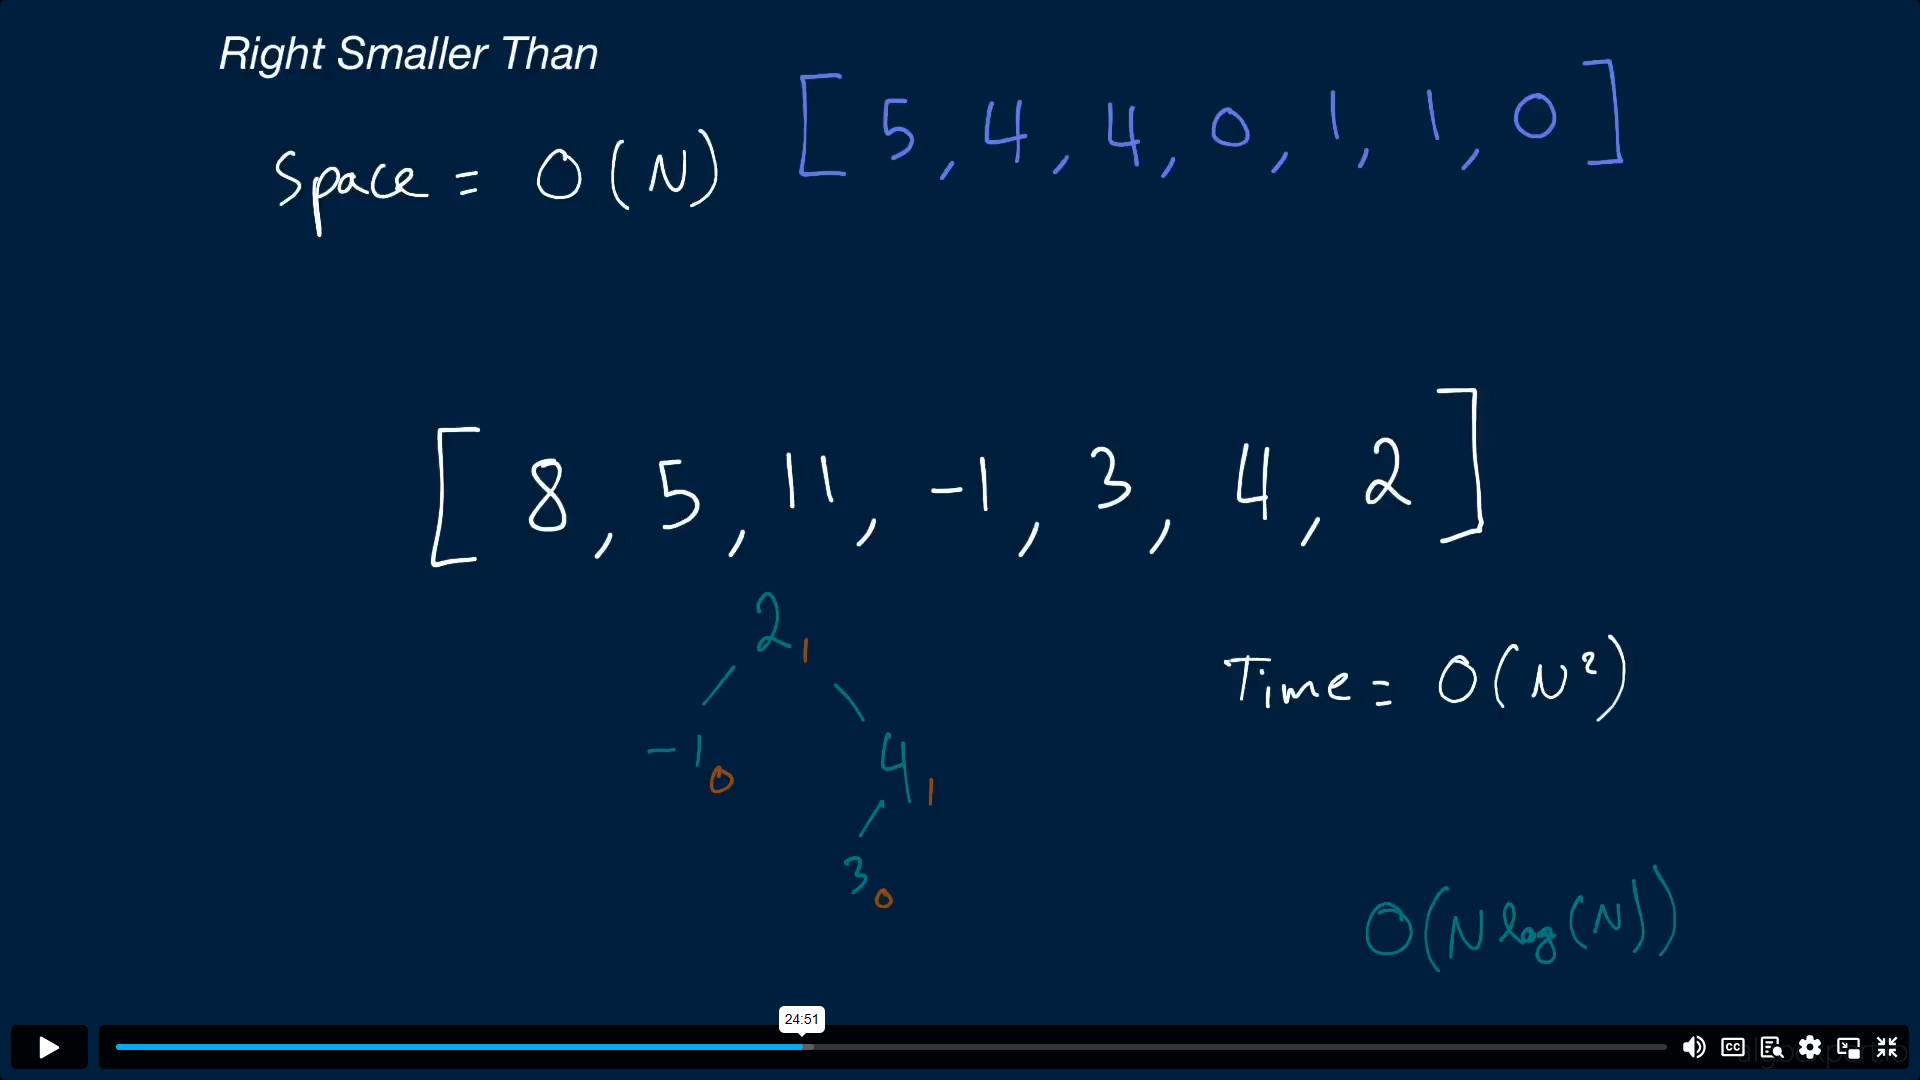 Right Smaller Than
[ 5, 4, 4, 0, 1, 1, 0 ]
Space = O(N)
[ 8, 5, 11, -1, 3, 4, 2 ]
2 1
Time = O(N²)
-1 0
4 1
3 0
O(N log(N))
24:51
CC